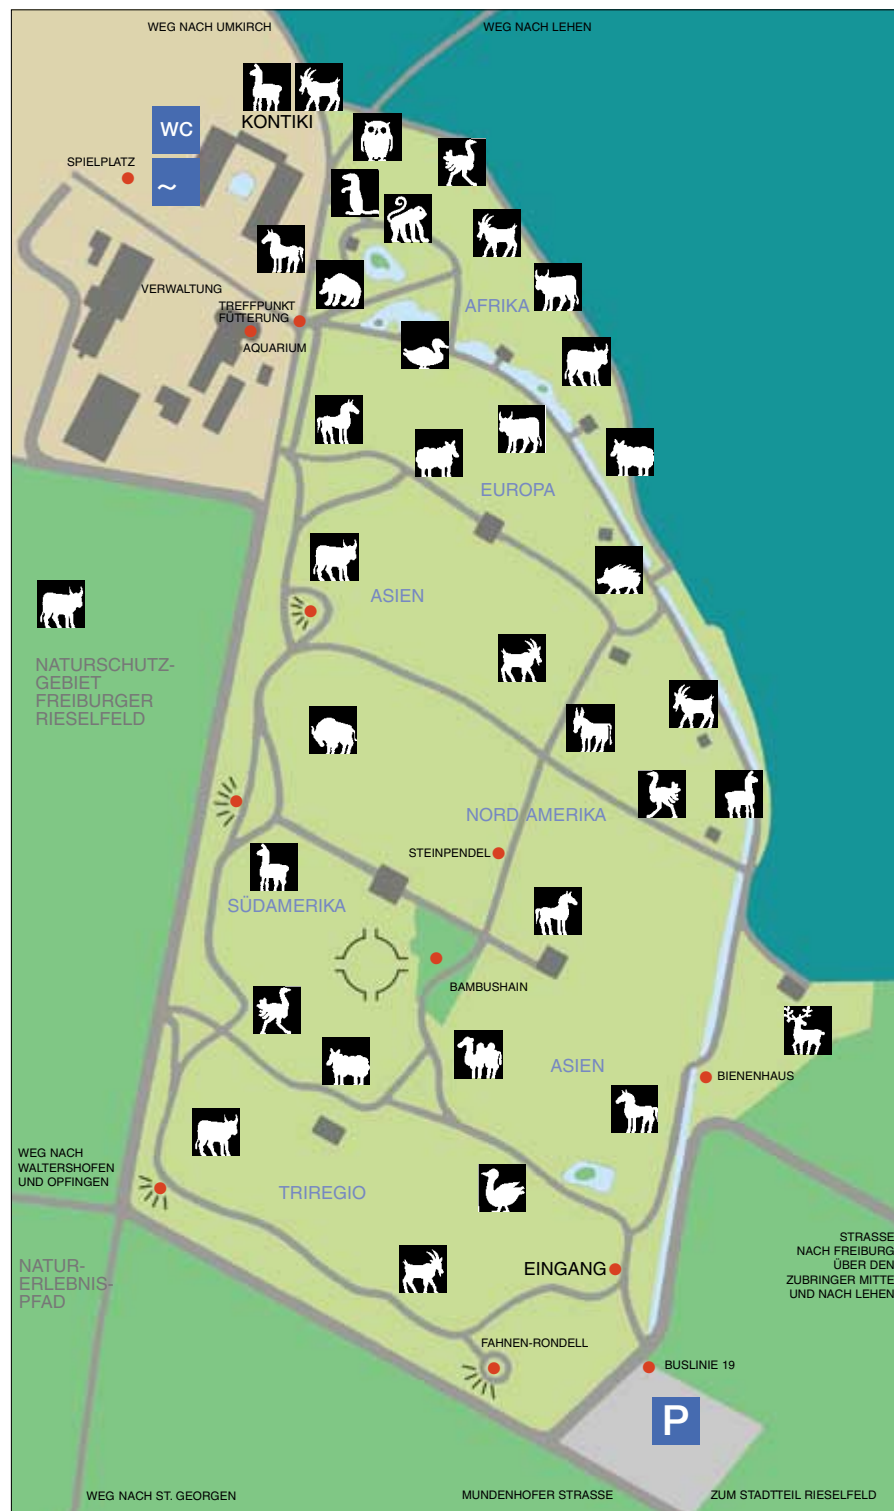 WEG NACH UMKIRCH
WEG NACH LEHEN
KONTIKI
WC
SPIELPLATZ
~
VERWALTUNG
TREFFPUNKT
FÜTTERUNG
AQUARIUM
AFRIKA
EUROPA
ASIEN
NATURSCHUTZ-
GEBIET
FREIBURGER
RIESELFELD
NORD AMERIKA
STEINPENDEL
SÜDAMERIKA
BAMBUSHAIN
ASIEN
BIENENHAUS
WEG NACH
WALTERSHOFEN
UND OPFINGEN
TRIREGIO
STRASSE
NACH FREIBURG
ÜBER DEN
ZUBRINGER MITTE
UND NACH LEHEN
NATUR-
ERLEBNIS-
PFAD
EINGANG
FAHNEN-RONDELL
BUSLINIE 19
P
WEG NACH ST. GEORGEN
MUNDENHOFER STRASSE
ZUM STADTTEIL RIESELFELD